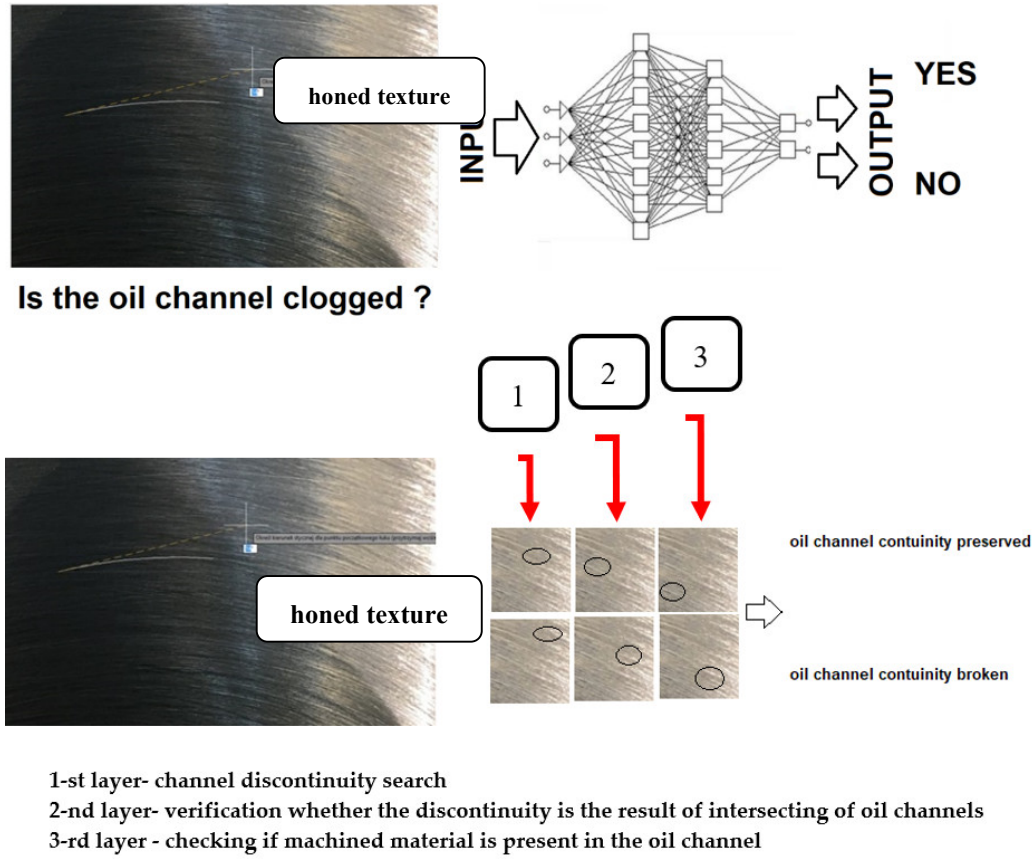 honed texture
INPU
OUTPUT
YES
NO
Is the oil channel clogged ?
1
2
3
honed texture
oil channel contuinity preserved
oil channel contuinity broken
1-st layer- channel discontinuity search
2-nd layer- verification whether the discontinuity is the result of intersecting of oil channels
3-rd layer - checking if machined material is present in the oil channel